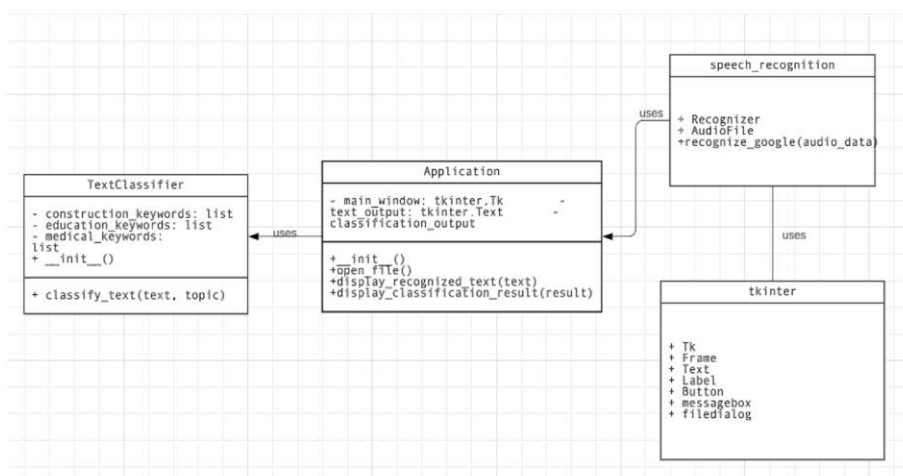 speech_recognition
+ Recognizer
+ AudioFile
+recognize_google(audio_data)
uses
Application
- main_window: tkinter.Tk -
text_output: tkinter.Text -
classification_output
+__init__()
+open_file()
+display_recognized_text(text)
+display_classification_result(result)
TextClassifier
- construction_keywords: list
- education_keywords: list
- medical_keywords:
list
+ __init__()
+ classify_text(text, topic)
uses
uses
tkinter
+ Tk
+ Frame
+ Text
+ Label
+ Button
+ messagebox
+ filedialog